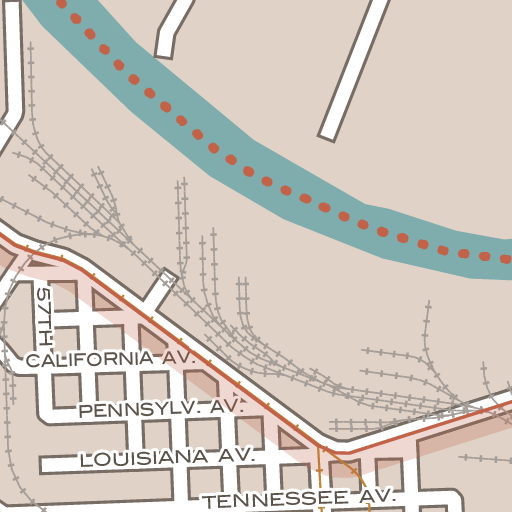 57TH
CALIFORNIA AV.
PENNSYLV. AV.
LOUISIANA AV.
TENNESSEE AV.